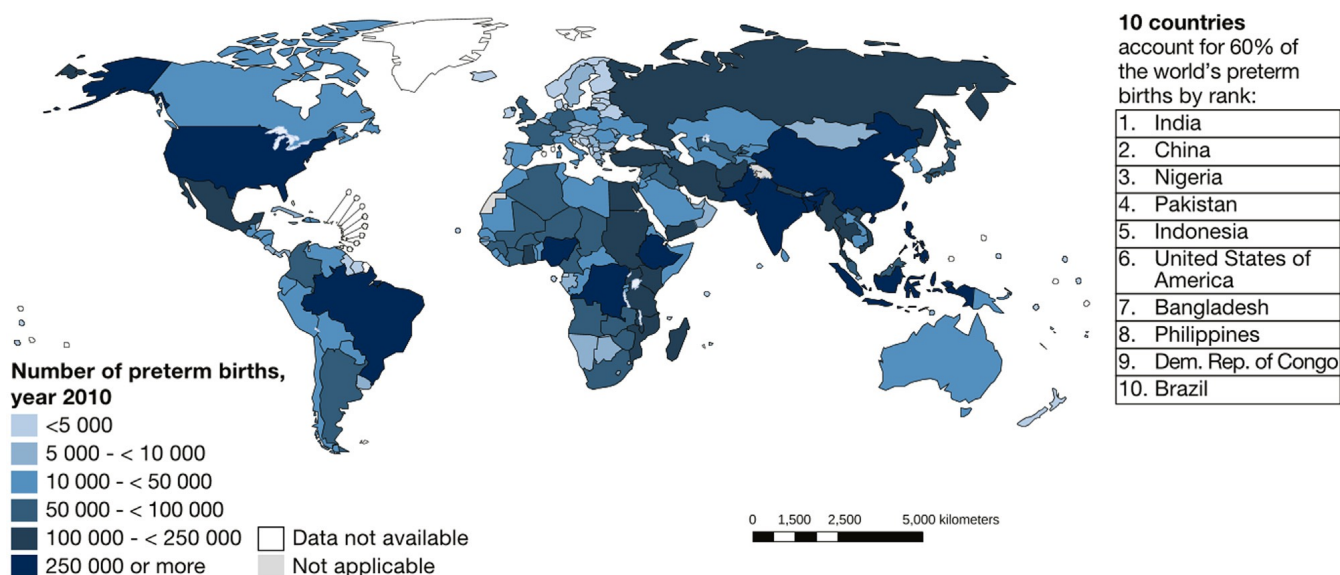 10 countries
account for 60% of
the world’s preterm
births by rank:
1. India
2. China
3. Nigeria
4. Pakistan
5. Indonesia
6. United States of
America
7. Bangladesh
8. Philippines
9. Dem. Rep. of Congo
10. Brazil
Number of preterm births,
year 2010
<5 000
5 000 - < 10 000
10 000 - < 50 000
50 000 - < 100 000
100 000 - < 250 000
250 000 or more
Data not available
Not applicable
0 1,500 2,500 5,000 kilometers